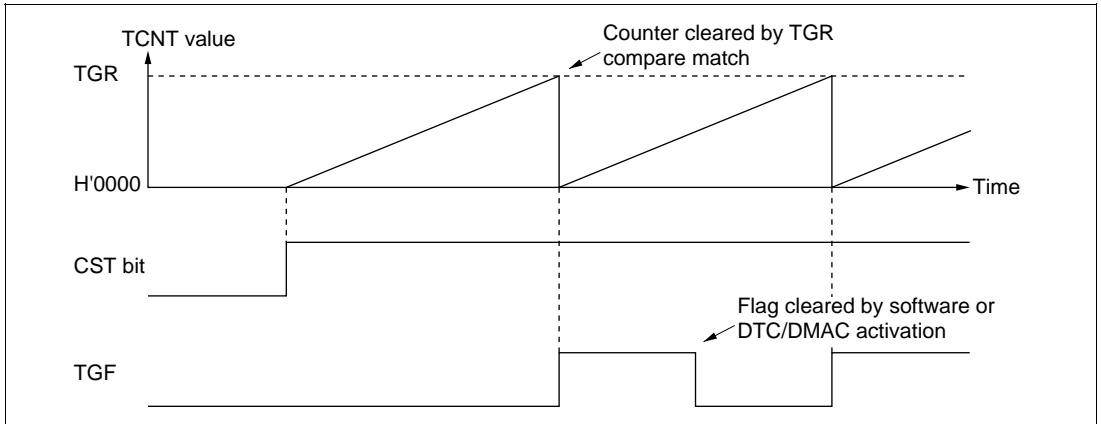 TCNT value
Counter cleared by TGR
compare match
TGR
H'0000
Time
CST bit
Flag cleared by software or
DTC/DMAC activation
TGF